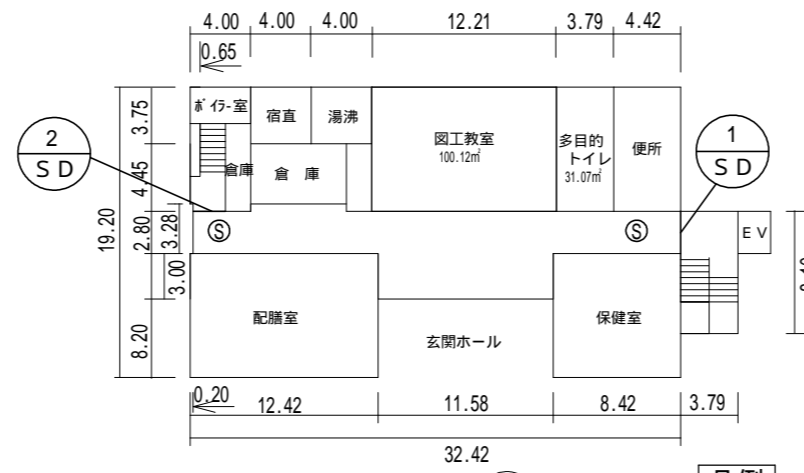 4.00 4.00 4.00 12.21 3.79 4.42
0.65
ﾎﾞｲﾗｰ室
宿直
湯沸
図工教室
100.12㎡
多目的
トイレ
31.07㎡
便所
2
SD
1
SD
倉庫
倉 庫
3.75
4.45
2.80
8.20
19.20
3.28
3.00
Ⓢ
Ⓢ
EV
配膳室
玄関ホール
保健室
0.20
12.42 11.58 8.42 3.79
32.42